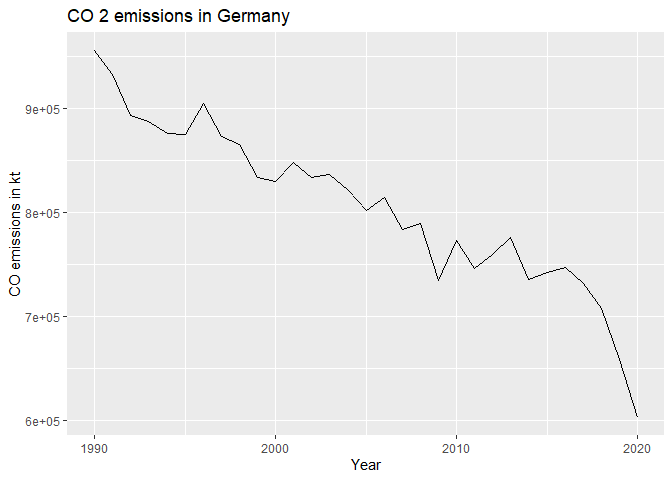 CO 2 emissions in Germany
CO emissions in kt
9e+05
8e+05
7e+05
6e+05
1990
2000
2010
2020
Year